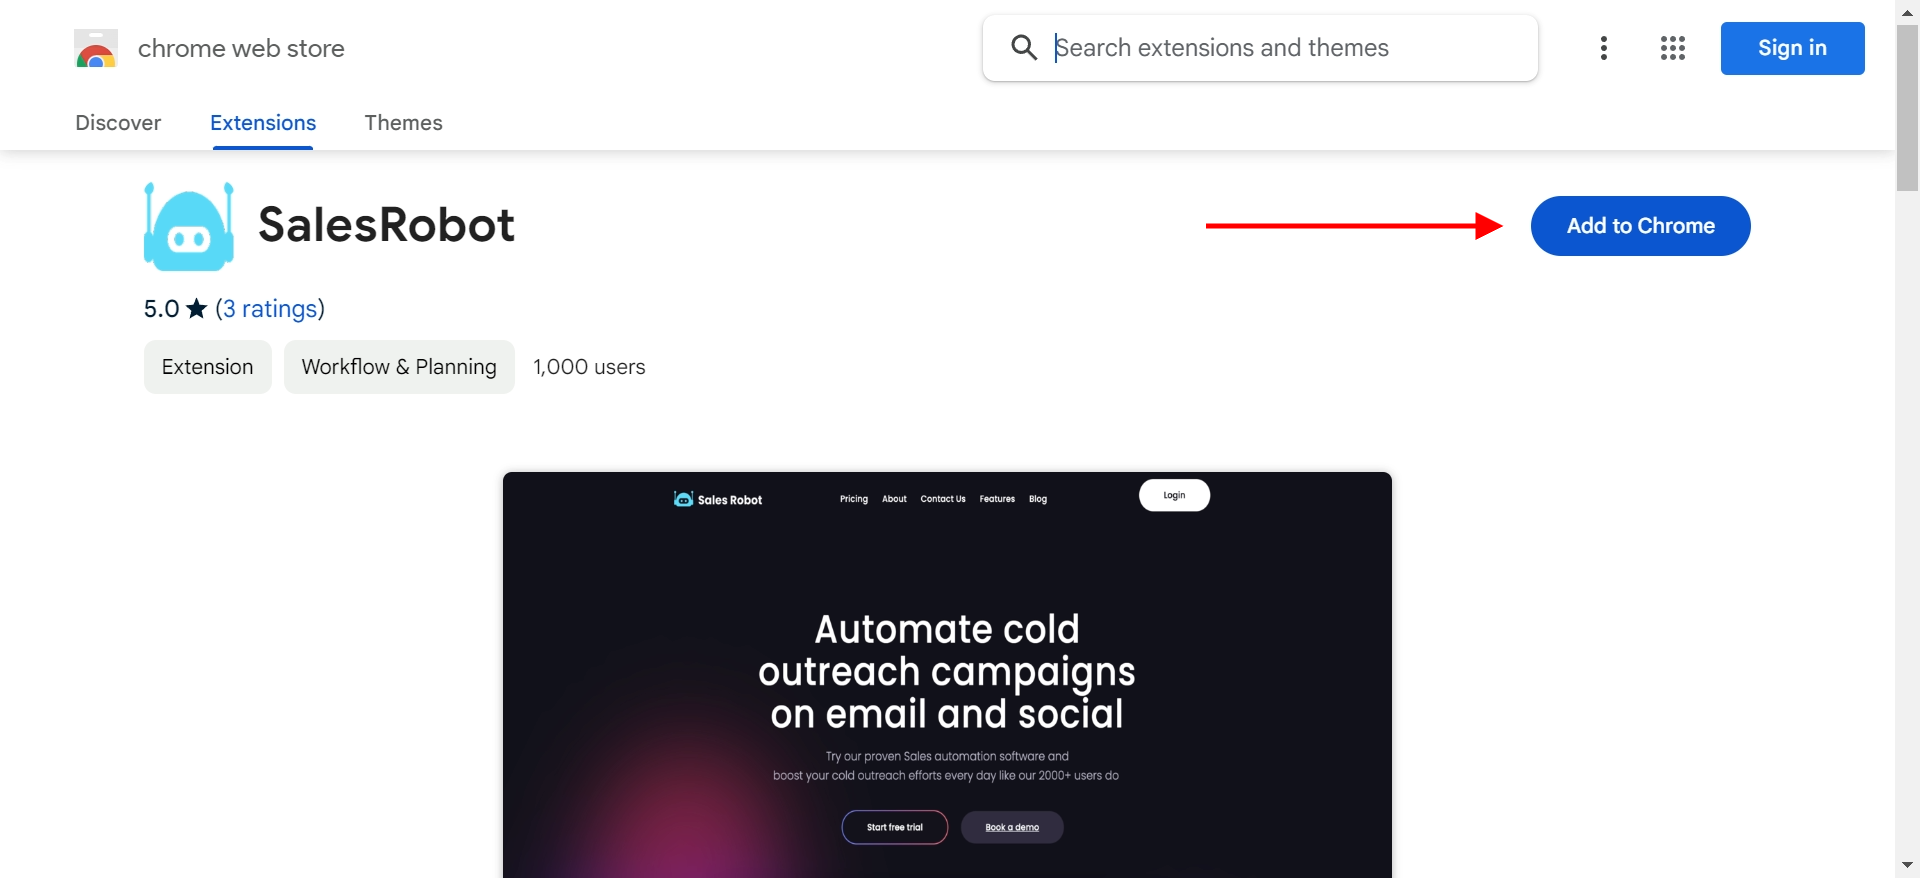 chrome web store
Search extensions and themes
Sign in
Discover
Extensions
Themes
SalesRobot
Add to Chrome
5.0 ★ (3 ratings)
Extension
Workflow & Planning
1,000 users
Sales Robot
Pricing
About
Contact Us
Features
Blog
Login
Automate cold
outreach campaigns
on email and social
Try our proven Sales automation software and
boost your cold outreach efforts every day like our 2000+ users do
Start free trial
Book a demo